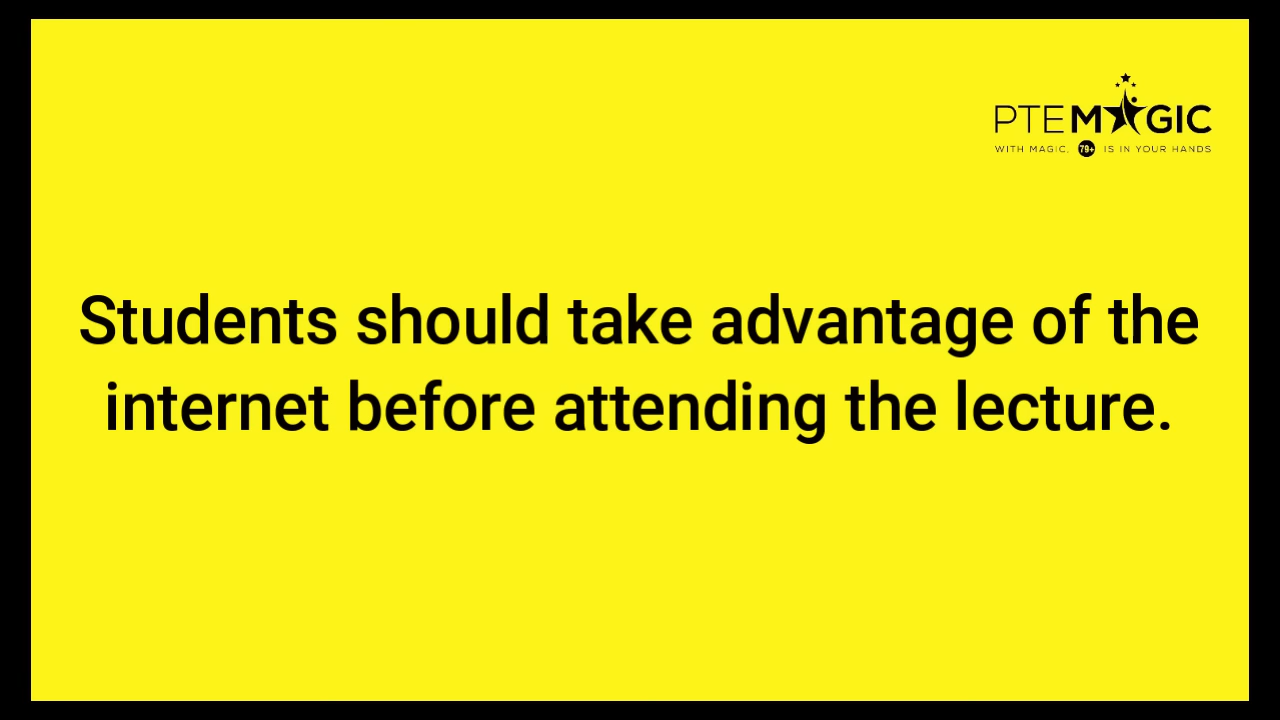 PTEMAGIC
WITH MAGIC, 79+ IS IN YOUR HANDS
Students should take advantage of the
internet before attending the lecture.